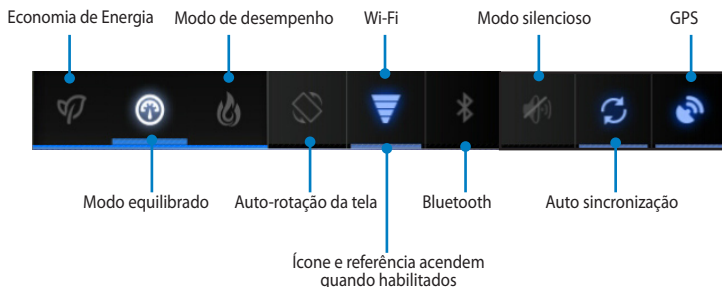 Economia de Energia
Modo de desempenho
Wi-Fi
Modo silencioso
GPS
Modo equilibrado
Auto-rotação da tela
Bluetooth
Auto sincronização
Ícone e referência acendem
quando habilitados